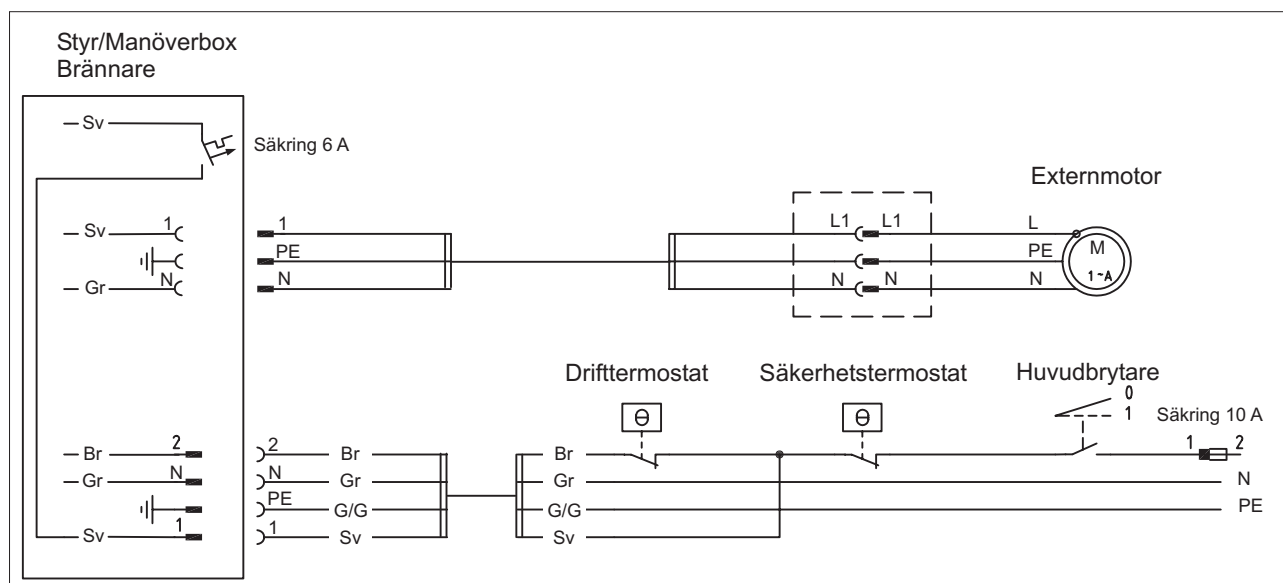 Styr/Manöverbox
Brännare
Sv
Säkring 6 A
Externmotor
Sv 1 1 L1 L1 L
PE PE M
Gr N N N N N 1~A
Drifttermostat Säkerhetstermostat Huvudbrytare
0
1 Säkring 10 A
θ θ
Br 2 2 Br Br 1 2
Gr N N Gr Gr N
PE G/G G/G PE
Sv 1 1 Sv Sv